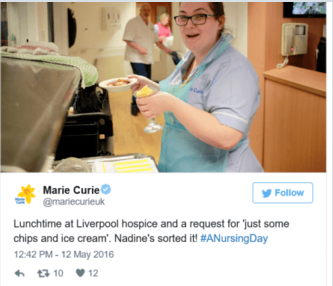 Marie Curie
@mariecurieuk
Follow
Lunchtime at Liverpool hospice and a request for 'just some
chips and ice cream'. Nadine's sorted it! #ANursingDay
12:42 PM - 12 May 2016
10 12